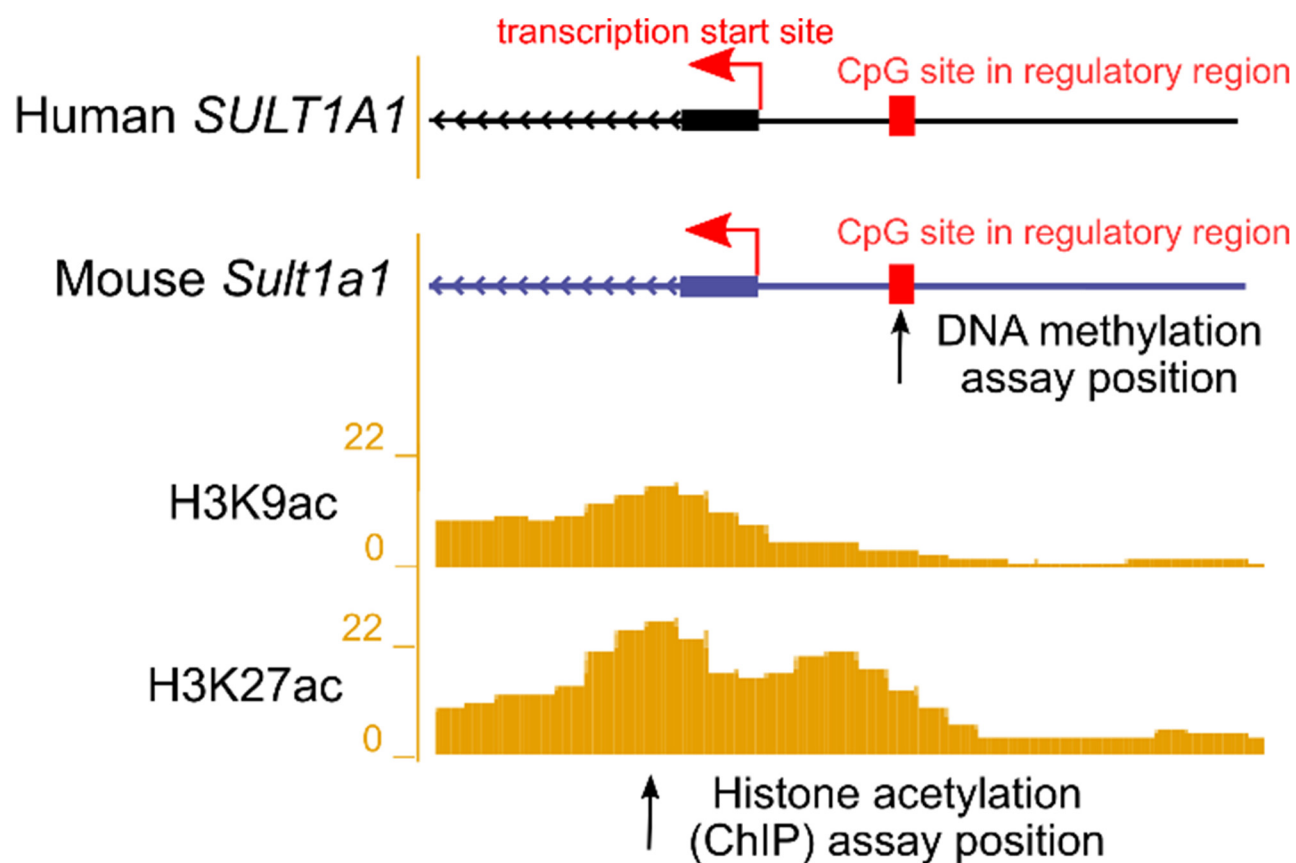 transcription start site
CpG site in regulatory region
Human SULT1A1
CpG site in regulatory region
Mouse Sult1a1
DNA methylation
assay position
22
H3K9ac
0
22
H3K27ac
0
Histone acetylation
(ChIP) assay position